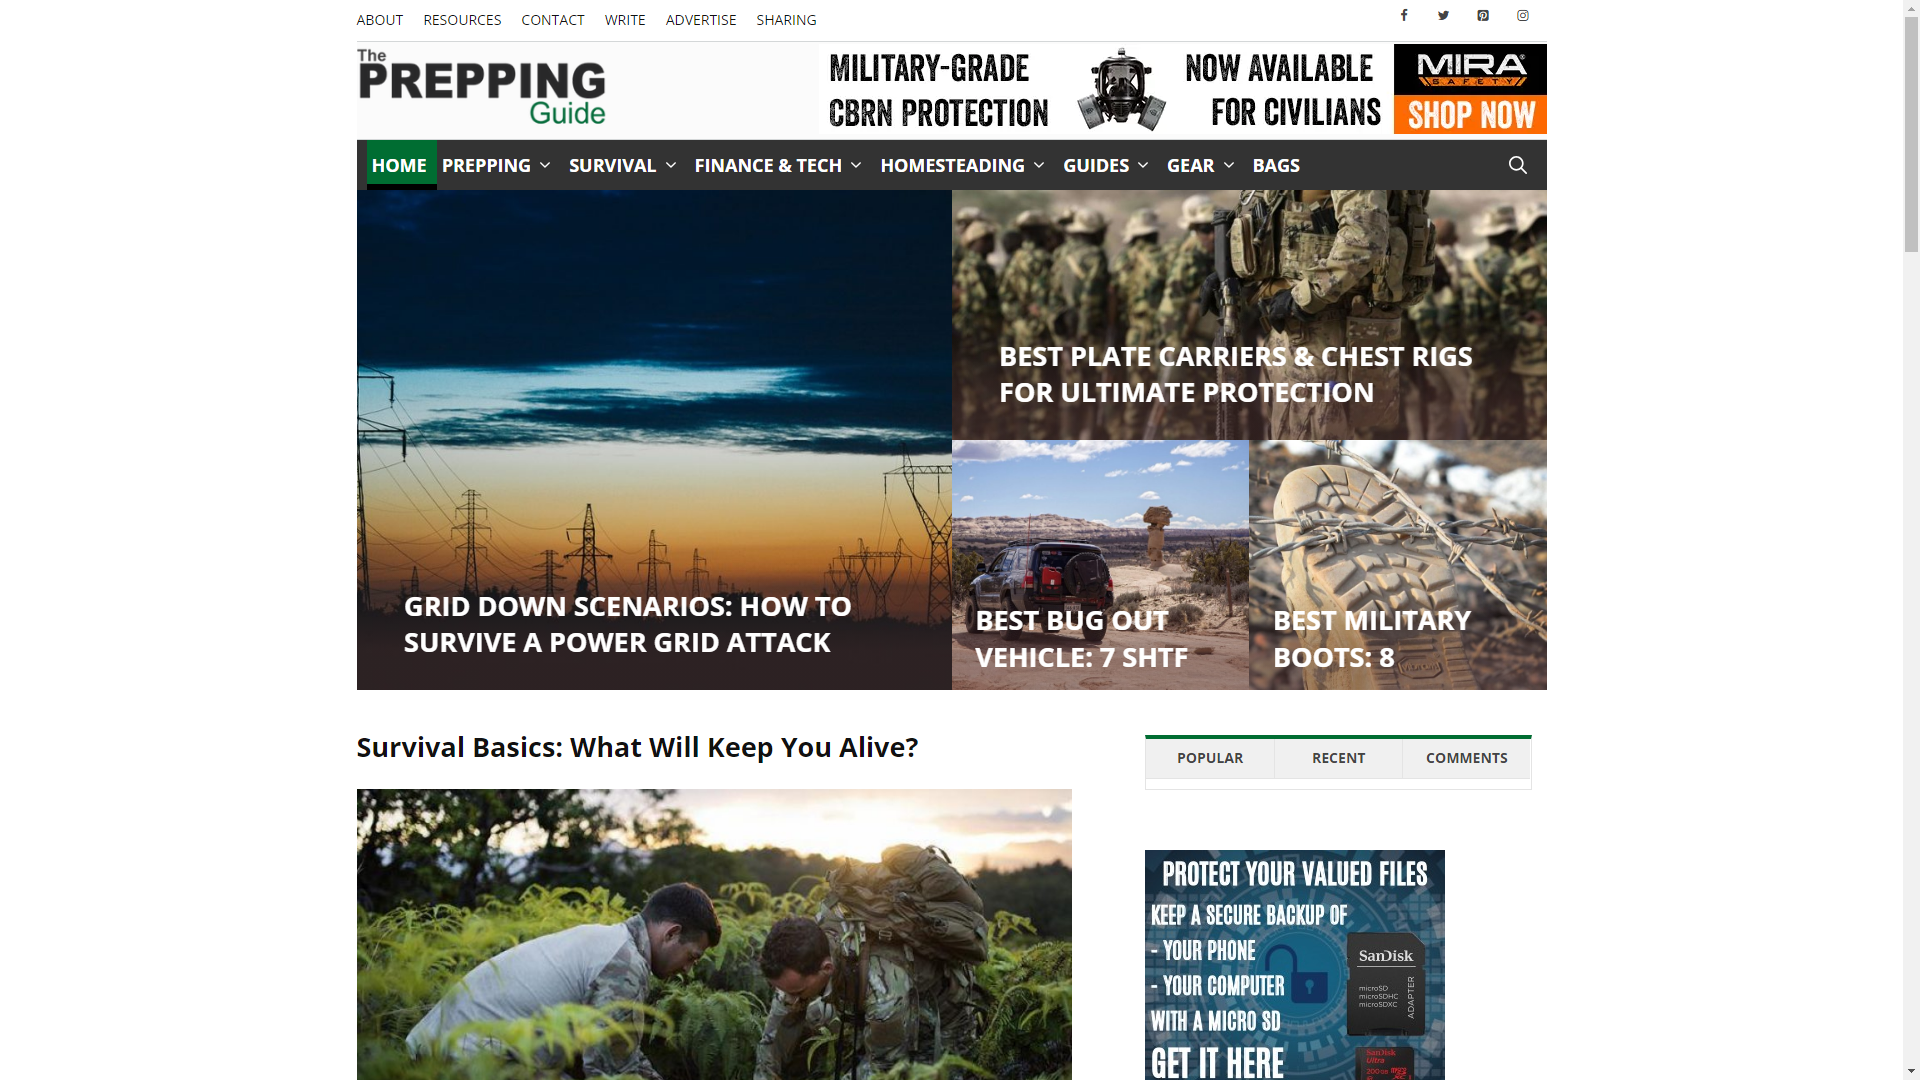 ABOUT RESOURCES CONTACT WRITE ADVERTISE SHARING
The
PREPPING
Guide
MILITARY-GRADE
CBRN PROTECTION
NOW AVAILABLE
FOR CIVILIANS
MIRA
SAFETY
SHOP NOW
HOME PREPPING SURVIVAL FINANCE & TECH HOMESTEADING GUIDES GEAR BAGS
BEST PLATE CARRIERS & CHEST RIGS
FOR ULTIMATE PROTECTION
GRID DOWN SCENARIOS: HOW TO
SURVIVE A POWER GRID ATTACK
BEST BUG OUT
VEHICLE: 7 SHTF
BEST MILITARY
BOOTS: 8
Survival Basics: What Will Keep You Alive?
POPULAR RECENT COMMENTS
PROTECT YOUR VALUED FILES
KEEP A SECURE BACKUP OF
- YOUR PHONE
- YOUR COMPUTER
WITH A MICRO SD
GET IT HERE
SanDisk
microSD
microSDHC
microSDXC
ADAPTER
SanDisk
Ultra
200GB